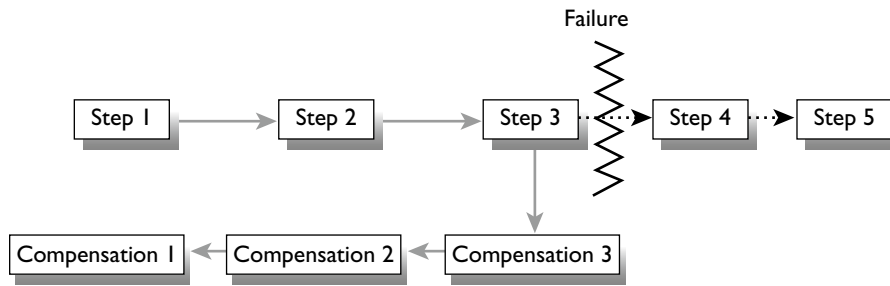 Failure
Step 1
Step 2
Step 3
Step 4
Step 5
Compensation 1
Compensation 2
Compensation 3